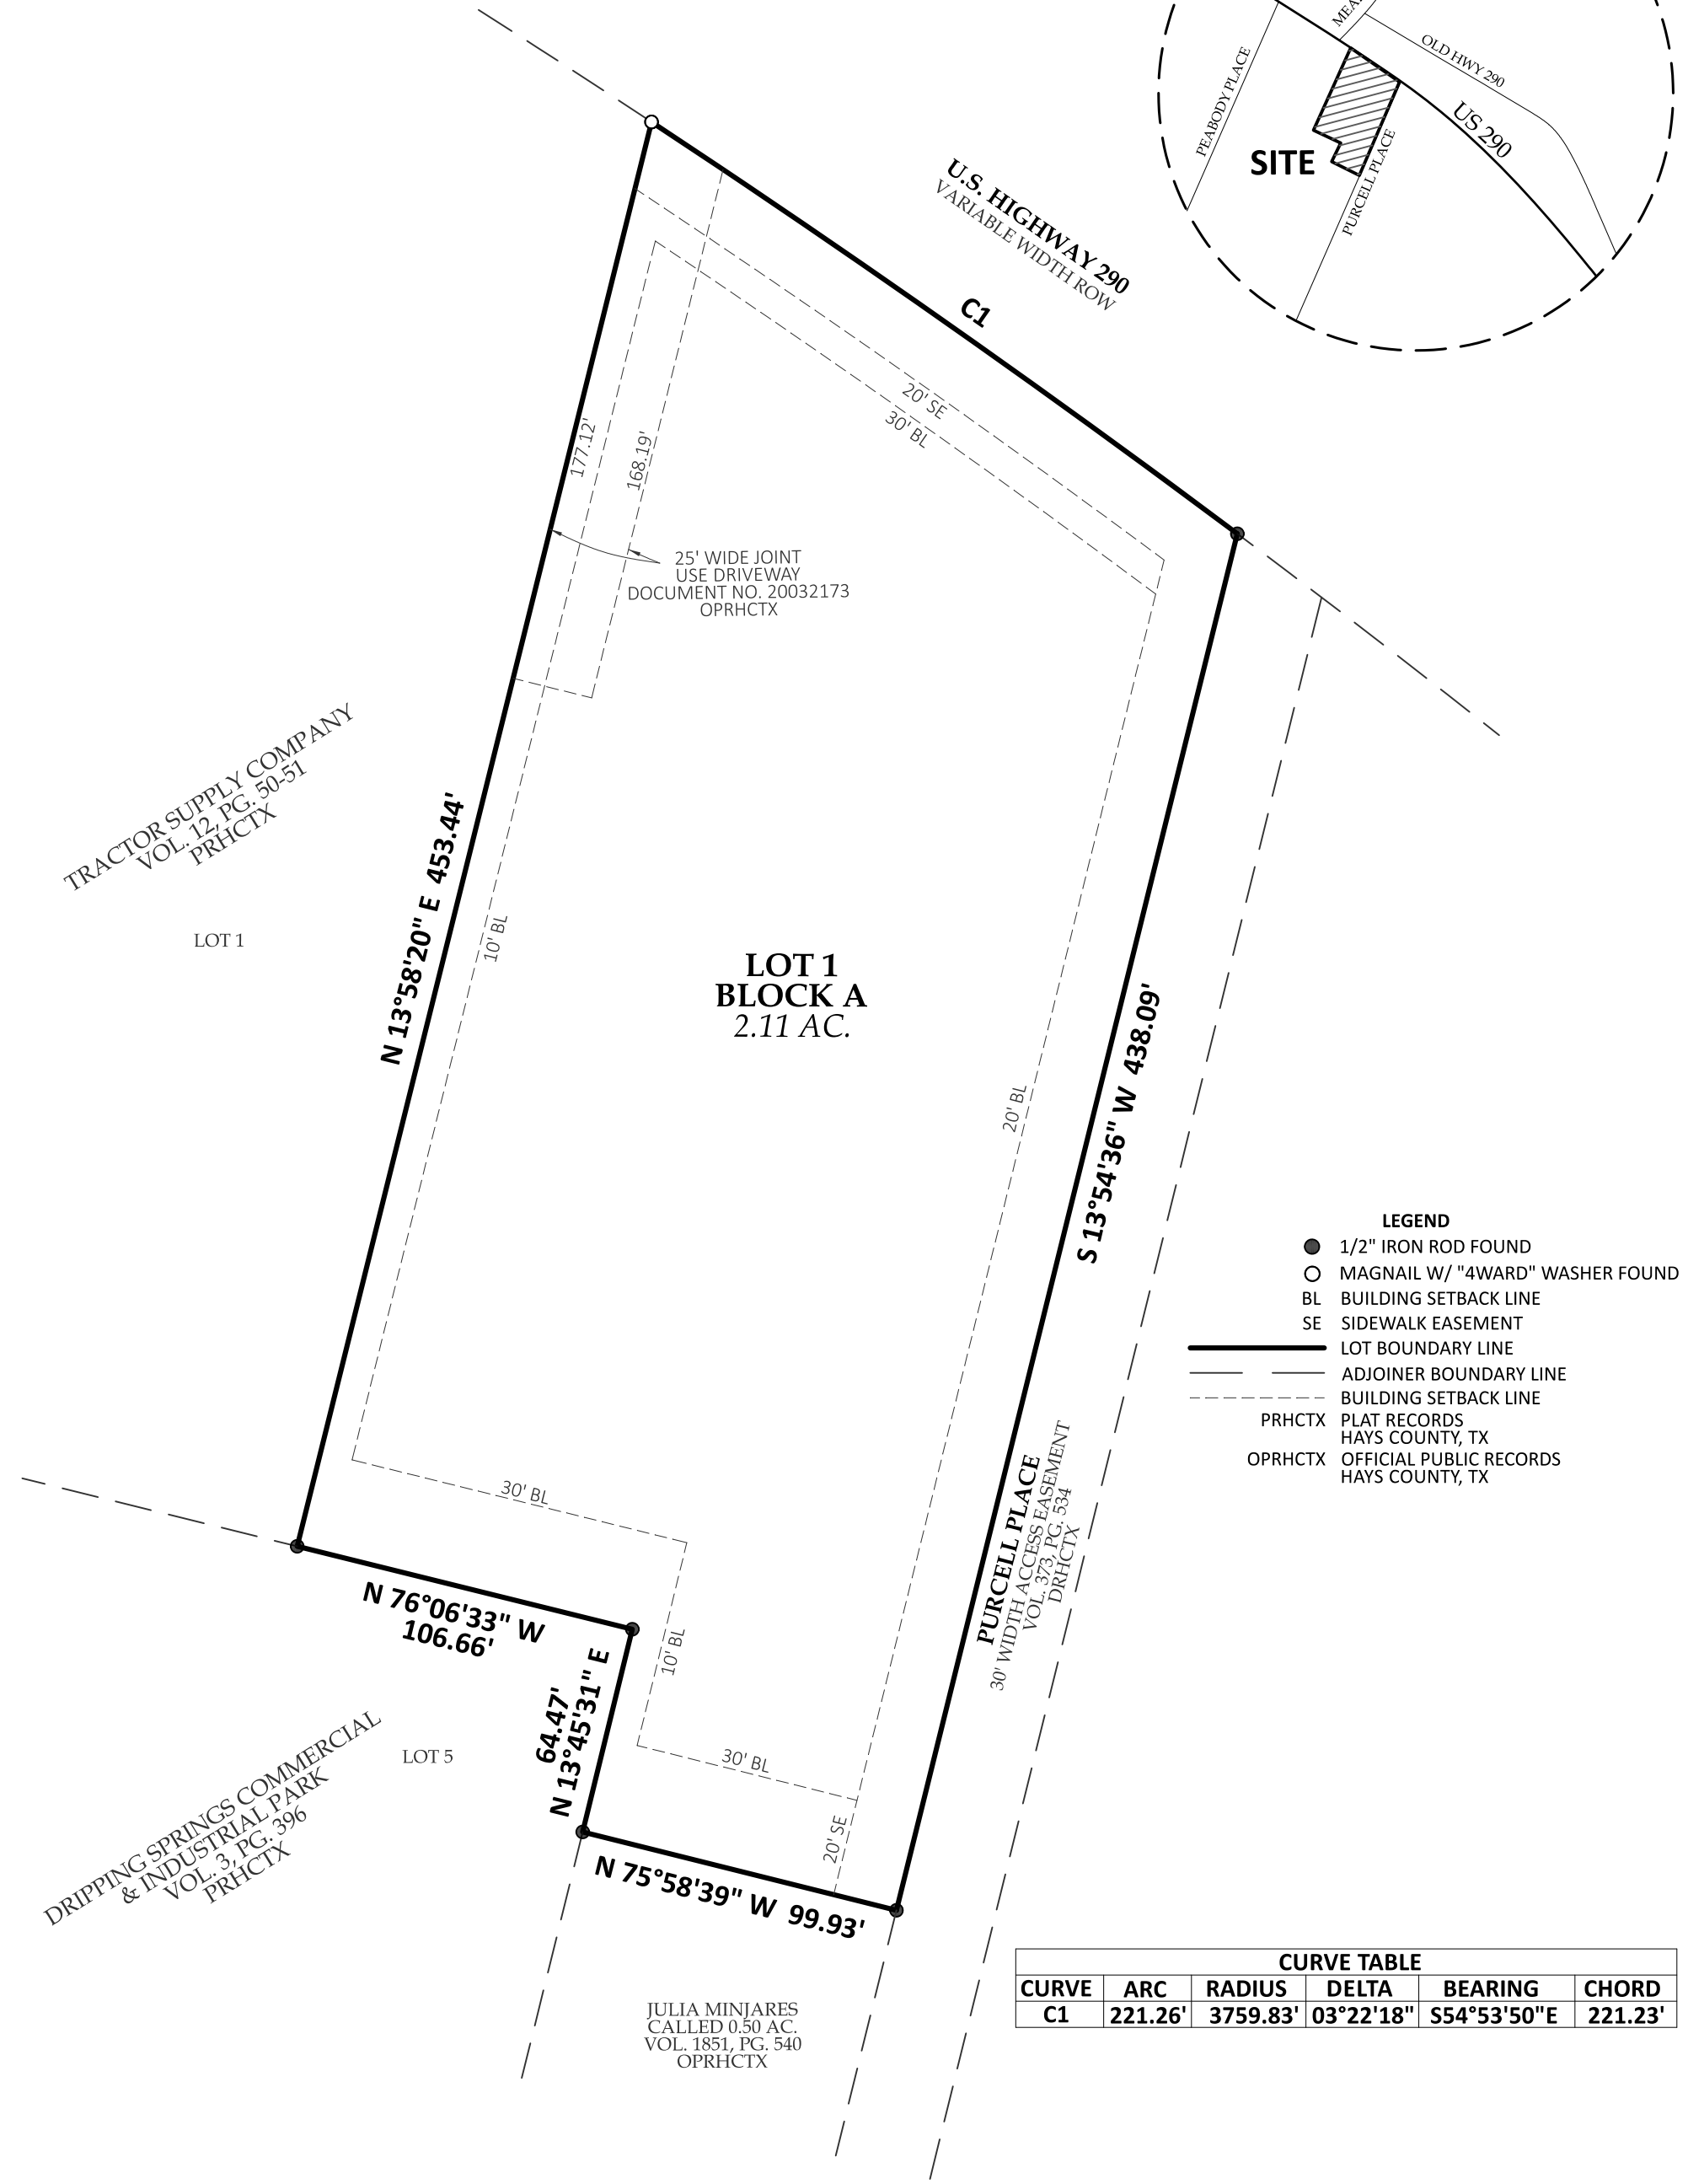 MEA
OLD HWY 290
PEABODY PLACE
US 290
SITE
PURCELL PLACE
U.S. HIGHWAY 290
VARIABLE WIDTH ROW
C1
20' SE
30' BL
177.12'
168.19'
25' WIDE JOINT
USE DRIVEWAY
DOCUMENT NO. 20032173
OPRHCTX
TRACTOR SUPPLY COMPANY
VOL. 12, PG. 50-51
PRHCTX
LOT 1
N 13°58'20" E 453.44'
10' BL
LOT 1
BLOCK A
2.11 AC.
20' BL
S 13°54'36" W 438.09'
LEGEND
1/2" IRON ROD FOUND
MAGNAIL W/ "4WARD" WASHER FOUND
BL BUILDING SETBACK LINE
SE SIDEWALK EASEMENT
LOT BOUNDARY LINE
ADJOINER BOUNDARY LINE
BUILDING SETBACK LINE
PRHCTX PLAT RECORDS
HAYS COUNTY, TX
OPRHCTX OFFICIAL PUBLIC RECORDS
HAYS COUNTY, TX
30' BL
PURCELL PLACE
30' WIDTH ACCESS EASEMENT
VOL. 373, PG. 534
DRHCTX
N 76°06'33" W
106.66'
10' BL
64.47'
N 13°45'31" E
30' BL
20' SE
LOT 5
DRIPPING SPRINGS COMMERCIAL
& INDUSTRIAL PARK
VOL. 3, PG. 396
PRHCTX
N 75°58'39" W 99.93'
JULIA MINJARES
CALLED 0.50 AC.
VOL. 1851, PG. 540
OPRHCTX
CURVE TABLE
CURVE ARC RADIUS DELTA BEARING CHORD
C1 221.26' 3759.83' 03°22'18" S54°53'50"E 221.23'